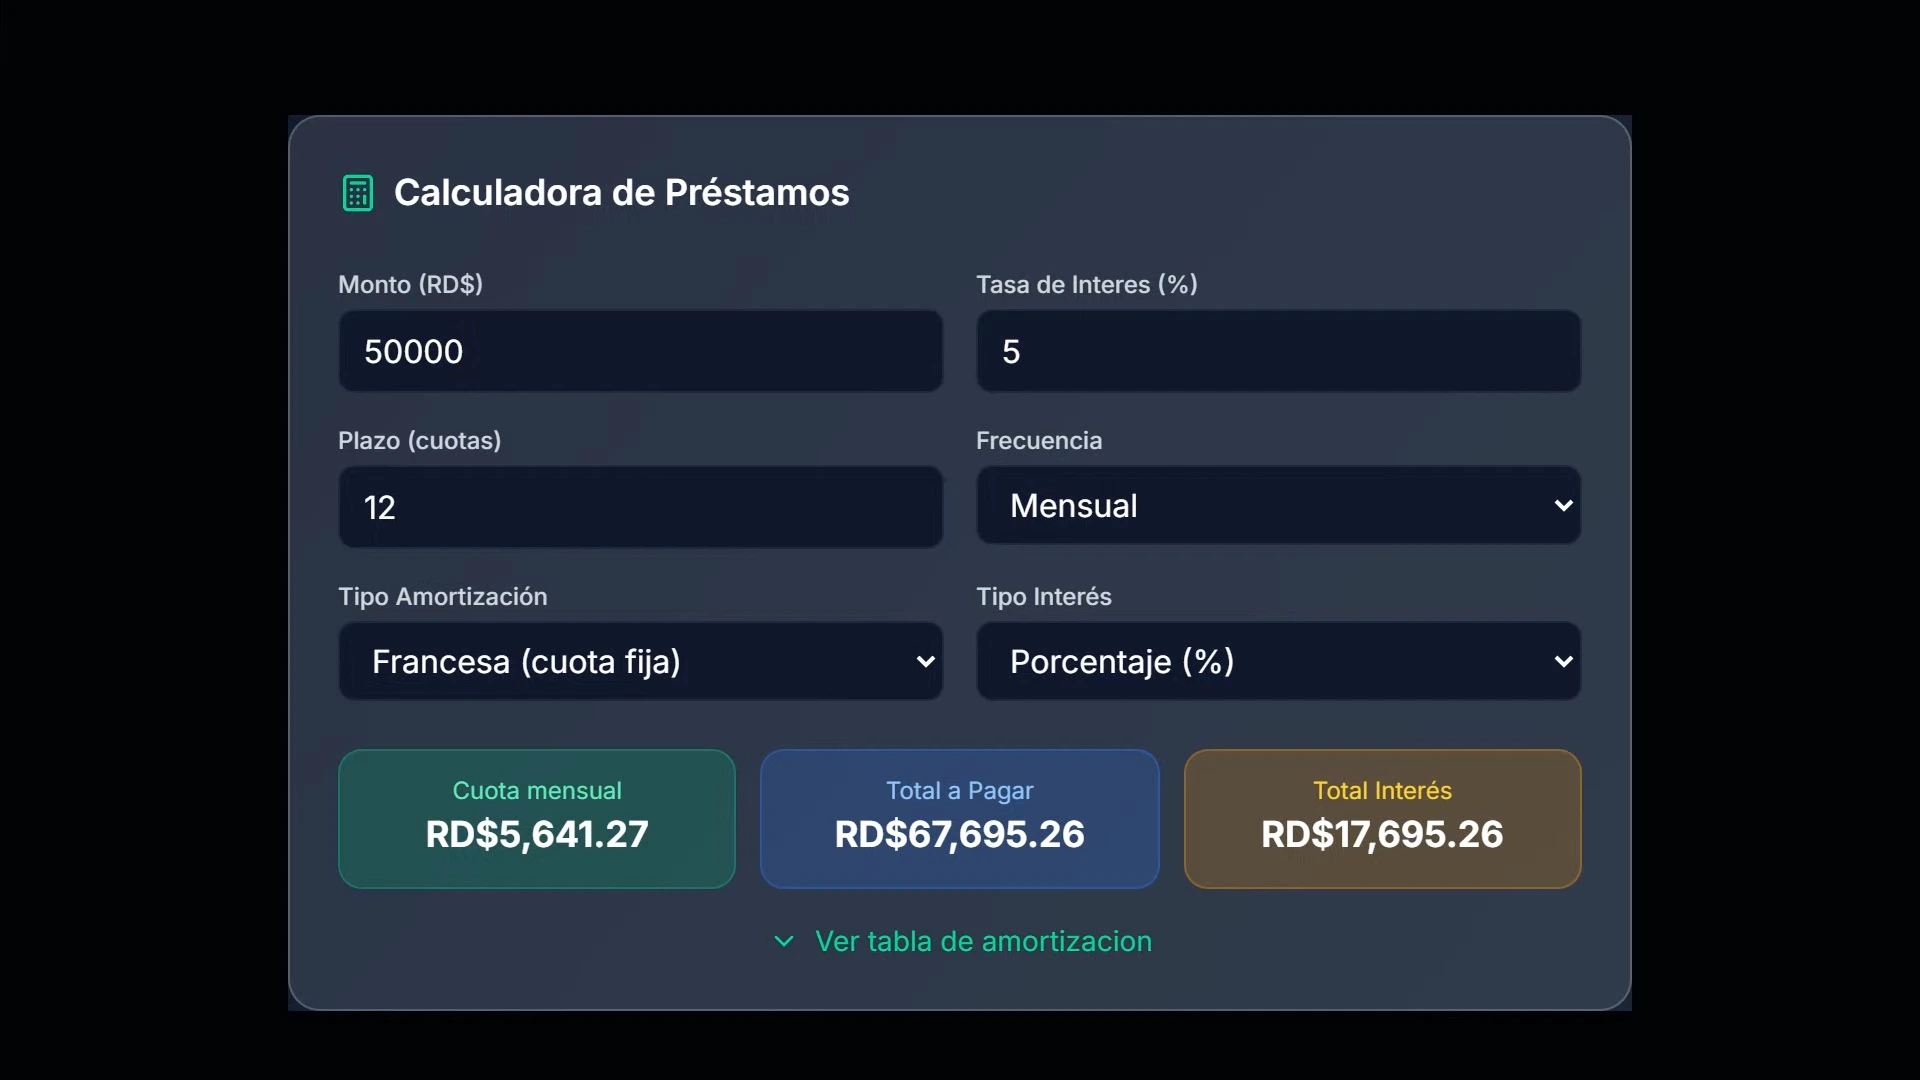 Calculadora de Préstamos
Monto (RD$)
50000
Tasa de Interes (%)
5
Plazo (cuotas)
12
Frecuencia
Mensual
Tipo Amortización
Francesa (cuota fija)
Tipo Interés
Porcentaje (%)
Cuota mensual
RD$5,641.27
Total a Pagar
RD$67,695.26
Total Interés
RD$17,695.26
Ver tabla de amortizacion